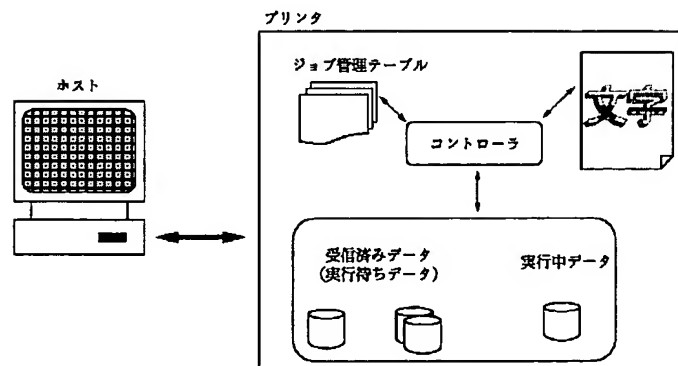 プリンタ
ホスト
ジョブ管理テーブル
コントローラ
文字
受信済みデータ
(実行待ちデータ)
実行中データ